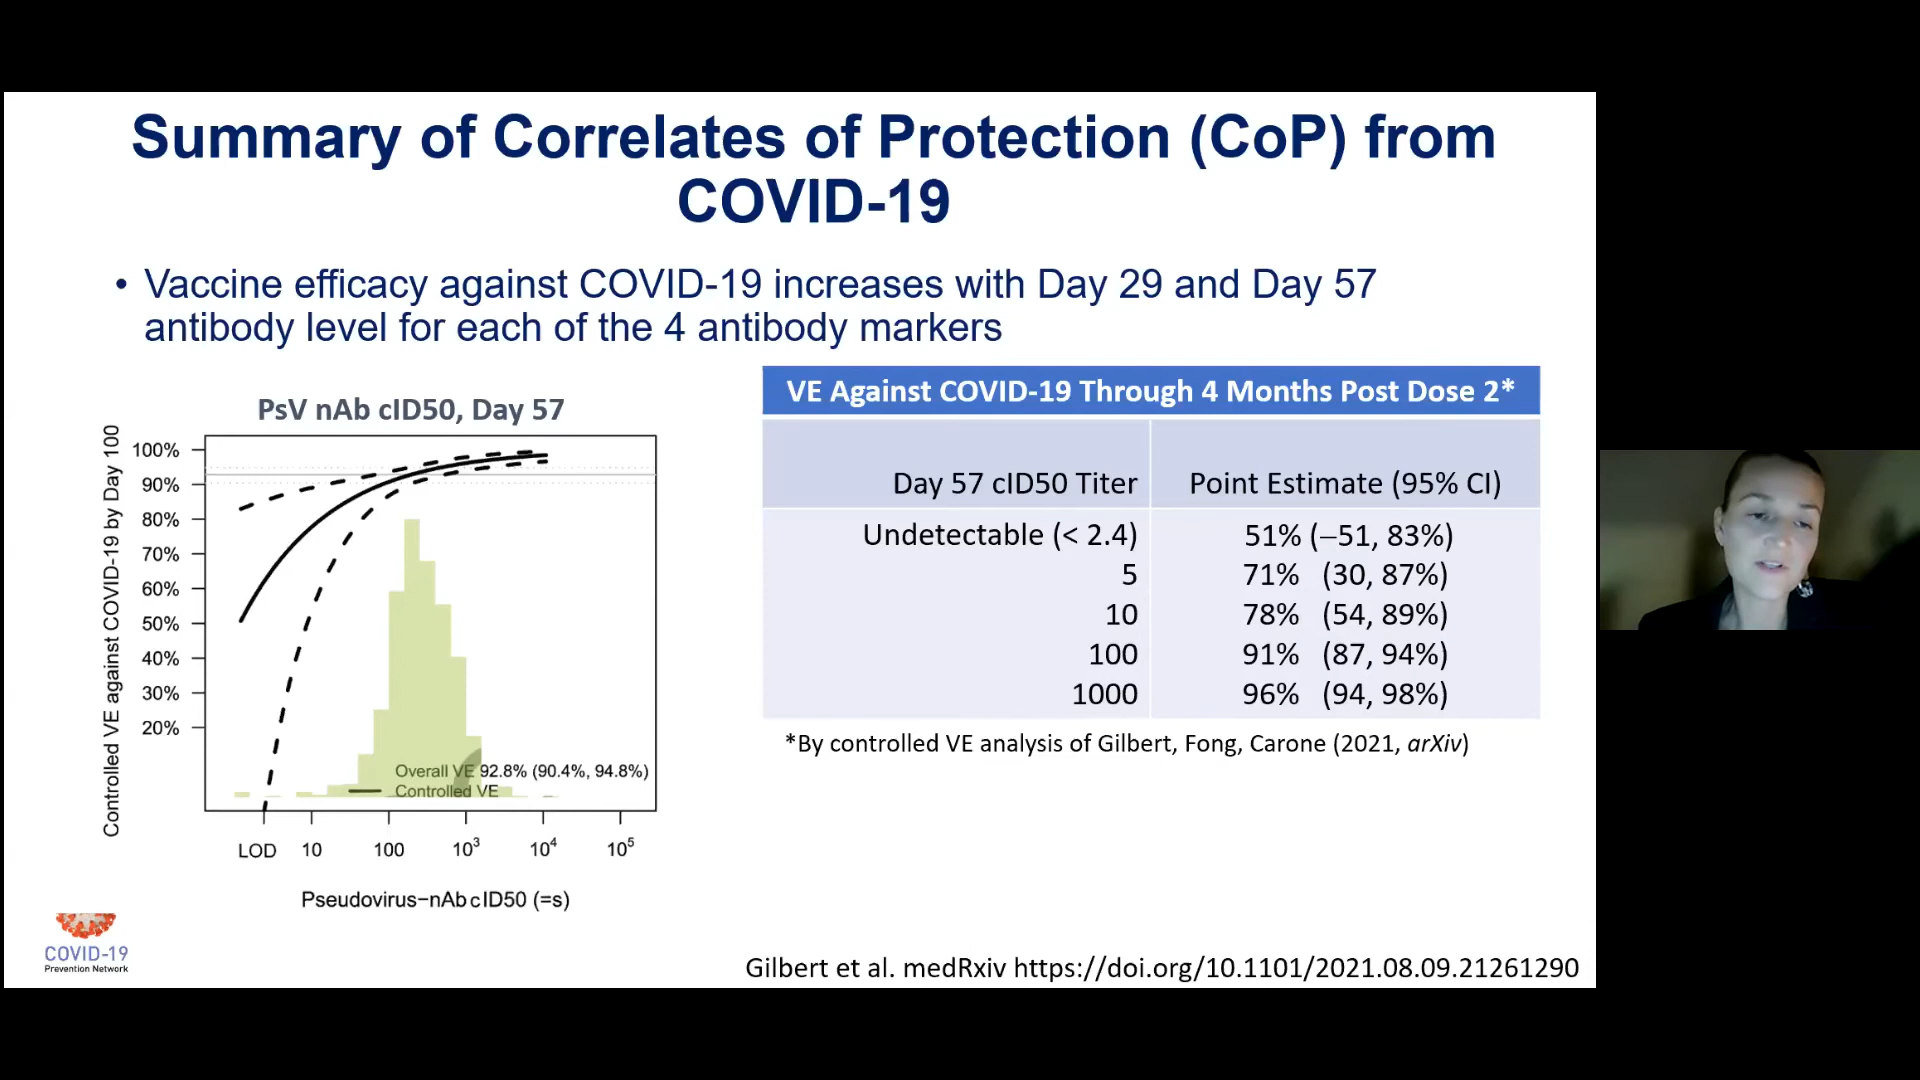 Summary of Correlates of Protection (CoP) from
COVID-19
• Vaccine efficacy against COVID-19 increases with Day 29 and Day 57
antibody level for each of the 4 antibody markers
PsV nAb cID50, Day 57
Controlled VE against COVID-19 by Day 100
100%
90%
80%
70%
60%
50%
40%
30%
20%
Overall VE 92.8% (90.4%, 94.8%)
Controlled VE
LOD 10 100 10³ 10⁴ 10⁵
Pseudovirus−nAb cID50 (=s)
VE Against COVID-19 Through 4 Months Post Dose 2*
Day 57 cID50 Titer Point Estimate (95% CI)
Undetectable (< 2.4) 51% (–51, 83%)
5 71% (30, 87%)
10 78% (54, 89%)
100 91% (87, 94%)
1000 96% (94, 98%)
*By controlled VE analysis of Gilbert, Fong, Carone (2021, arXiv)
COVID-19
Prevention Network
Gilbert et al. medRxiv https://doi.org/10.1101/2021.08.09.21261290